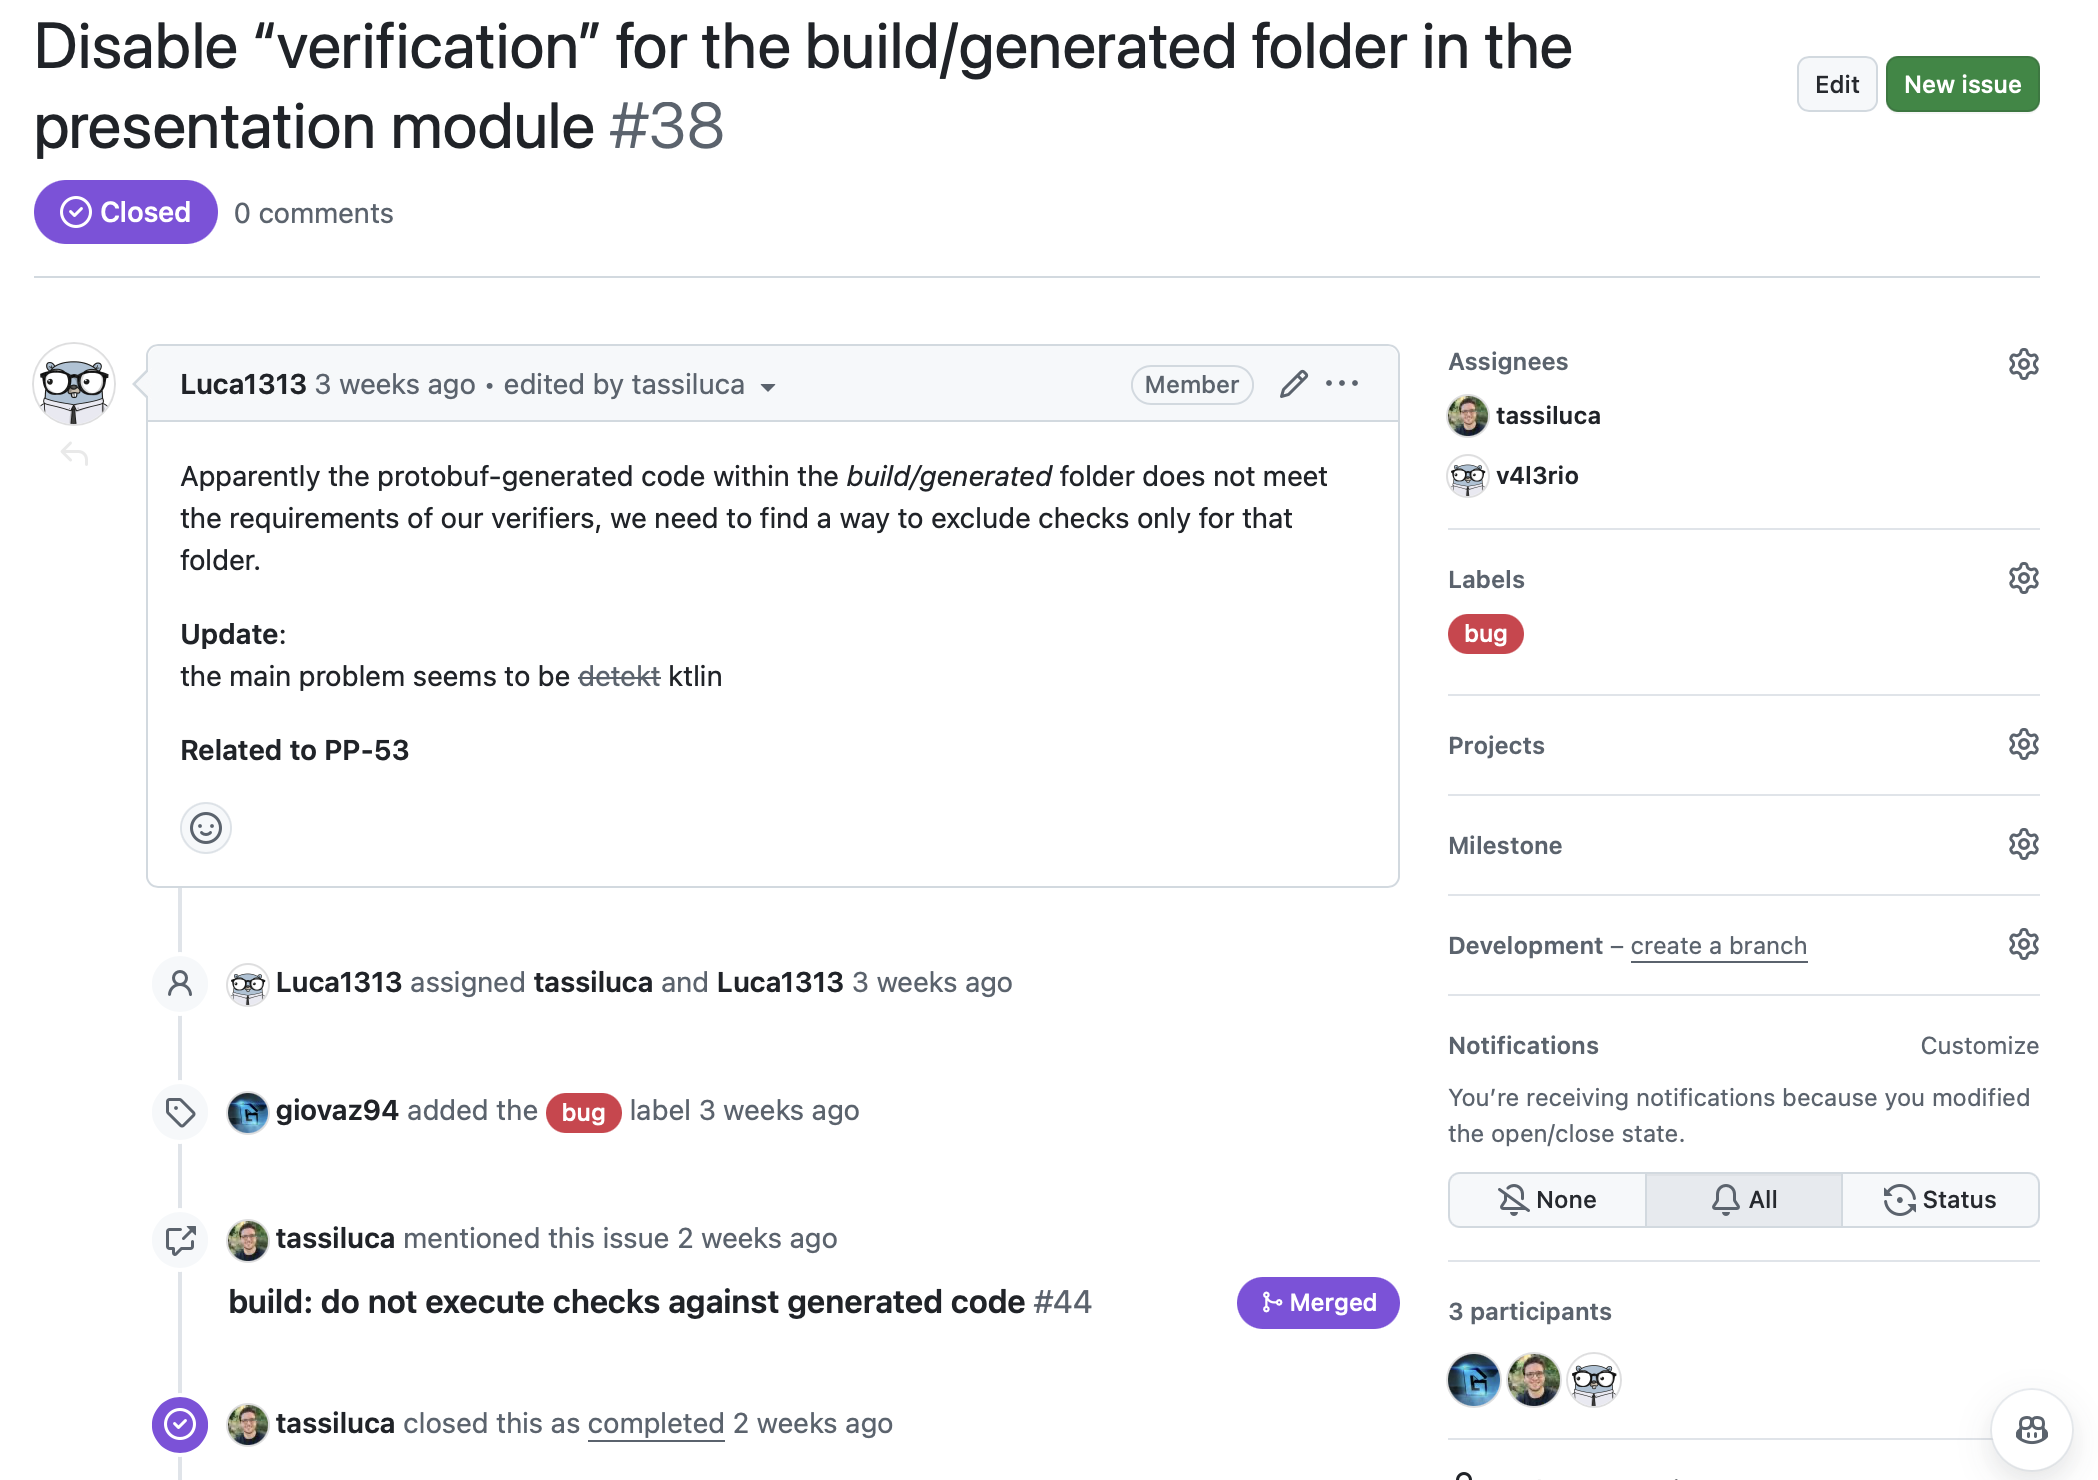 Disable “verification” for the build/generated folder in the
presentation module #38
Edit
New issue
Closed
0 comments
Luca1313 3 weeks ago • edited by tassiluca
Member
Apparently the protobuf-generated code within the build/generated folder does not meet
the requirements of our verifiers, we need to find a way to exclude checks only for that
folder.
Update:
the main problem seems to be detekt ktlin
Related to PP-53
Luca1313 assigned tassiluca and Luca1313 3 weeks ago
giovaz94 added the bug label 3 weeks ago
tassiluca mentioned this issue 2 weeks ago
build: do not execute checks against generated code #44
Merged
tassiluca closed this as completed 2 weeks ago
Assignees
tassiluca
v4l3rio
Labels
bug
Projects
Milestone
Development – create a branch
Notifications
Customize
You’re receiving notifications because you modified
the open/close state.
None
All
Status
3 participants